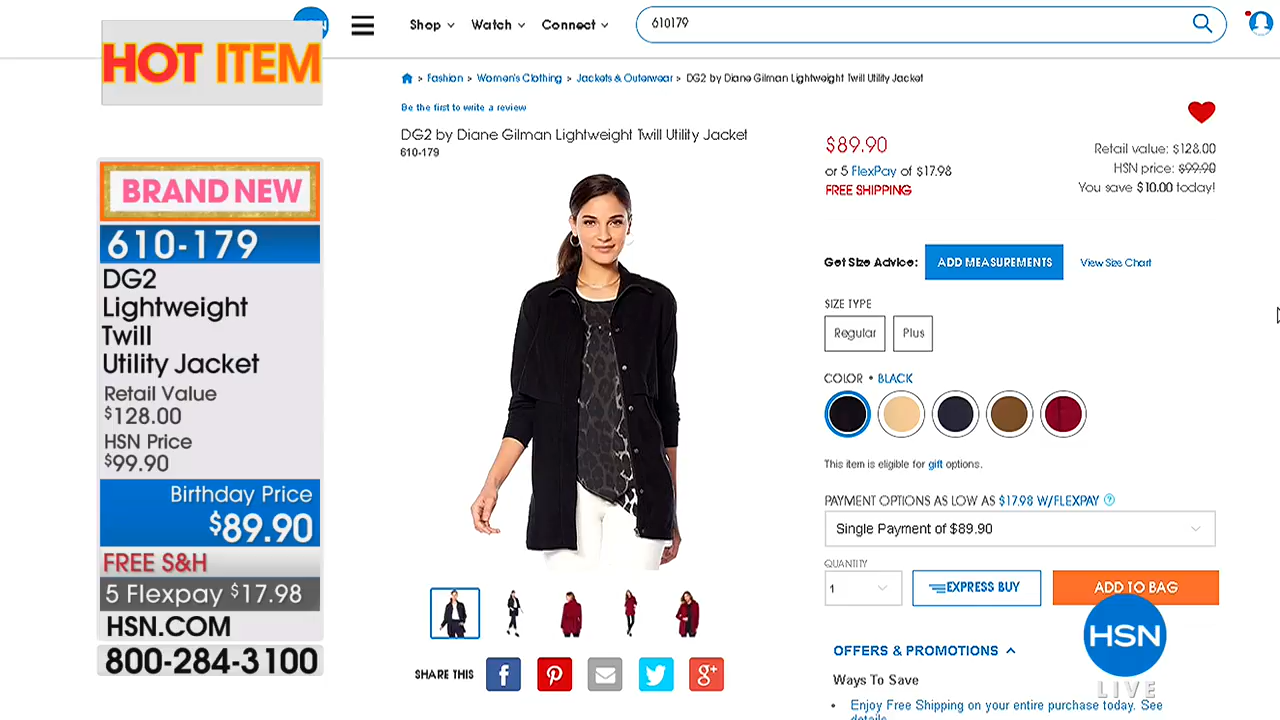 HOT ITEM
BRAND NEW
610-179
DG2
Lightweight
Twill
Utility Jacket
Retail Value
$128.00
HSN Price
$99.90
Birthday Price
$89.90
FREE S&H
5 Flexpay $17.98
HSN.COM
800-284-3100
Shop Watch Connect
610179
> Fashion > Women's Clothing > Jackets & Outerwear > DG2 by Diane Gilman Lightweight Twill Utility Jacket
Be the first to write a review
DG2 by Diane Gilman Lightweight Twill Utility Jacket
610-179
SHARE THIS
f
g+
$89.90
or 5 FlexPay of $17.98
FREE SHIPPING
Retail value: $128.00
HSN price: $99.90
You save $10.00 today!
Get Size Advice: ADD MEASUREMENTS View Size Chart
SIZE TYPE
Regular Plus
COLOR • BLACK
This item is eligible for gift options.
PAYMENT OPTIONS AS LOW AS $17.98 W/FLEXPAY ?
Single Payment of $89.90
QUANTITY
1 EXPRESS BUY ADD TO BAG
OFFERS & PROMOTIONS
Ways To Save
• Enjoy Free Shipping on your entire purchase today. See
details.
HSN
LIVE